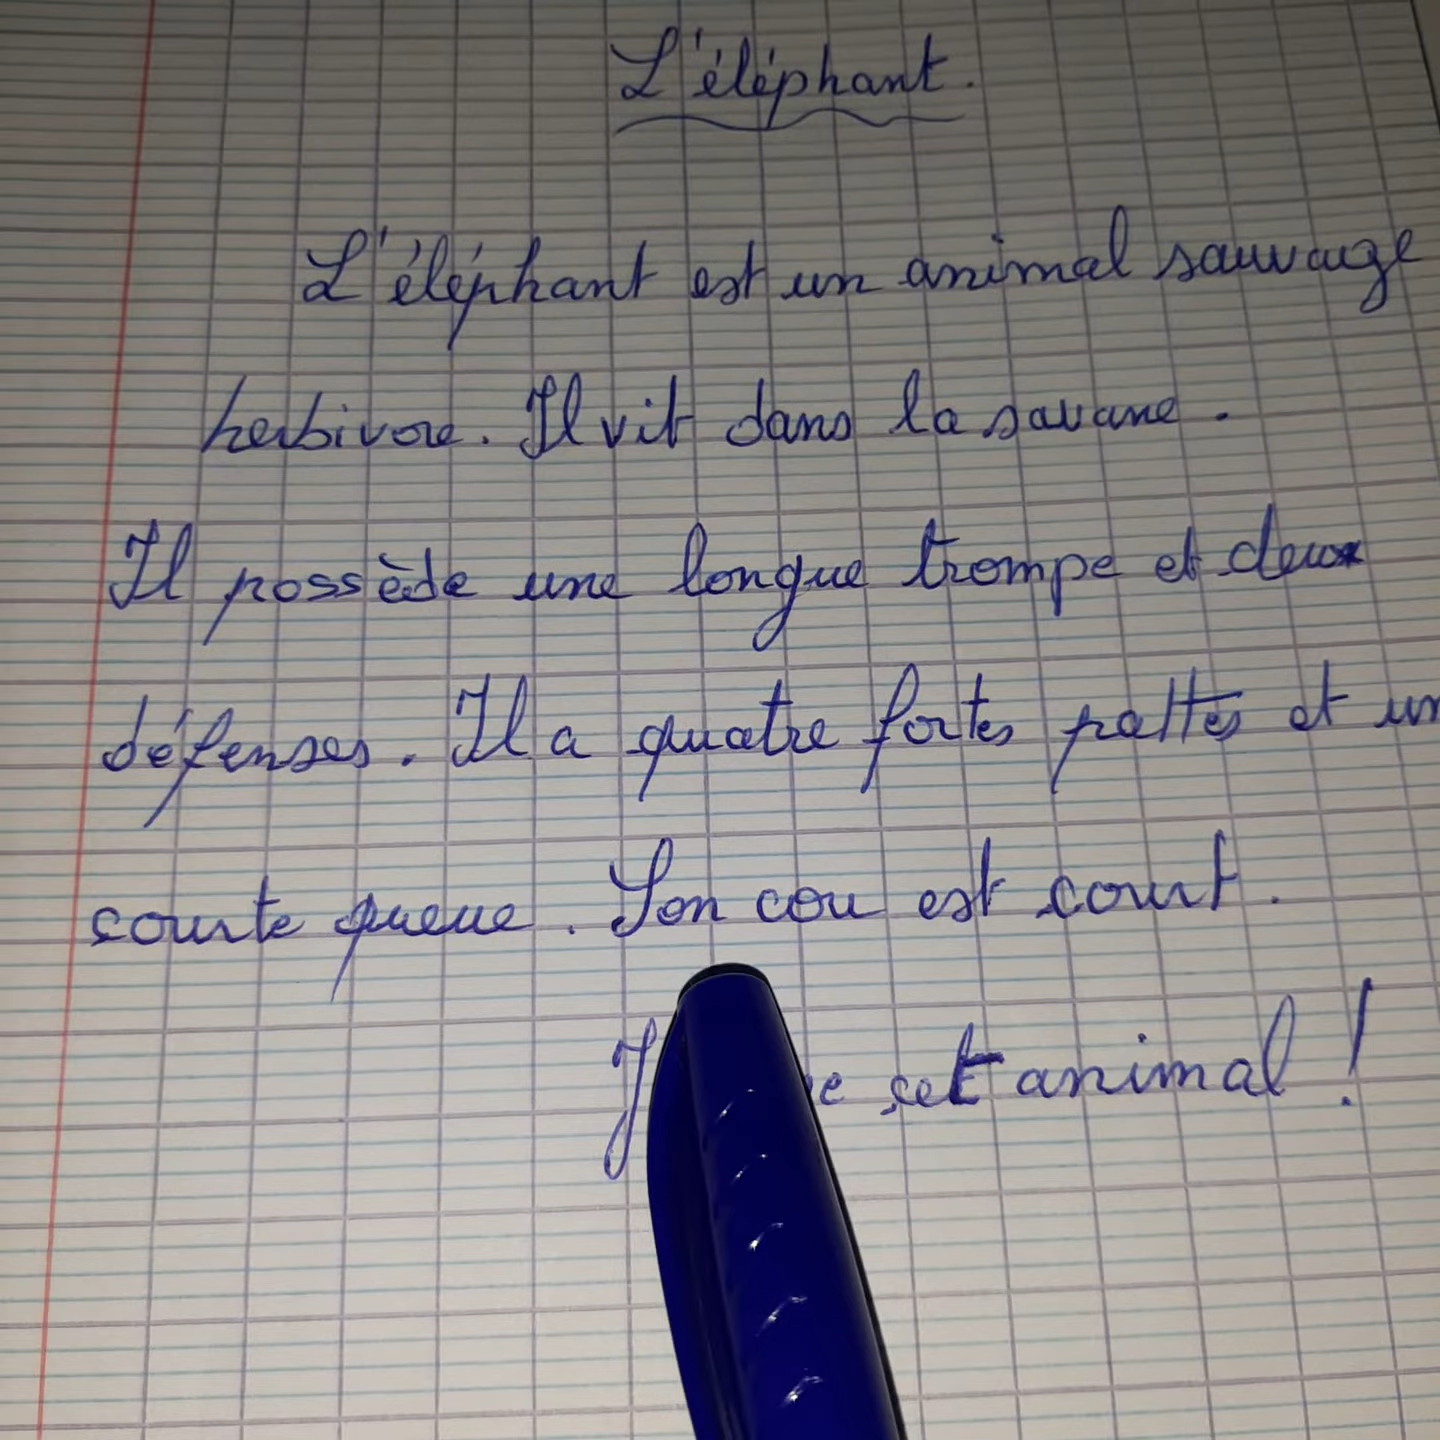 L'éléphant.
L'éléphant est un animal sauvage
herbivore. Il vit dans la savane.
Il possède une longue trompe et deux
défenses. Il a quatre fortes pattes et
courte queue. Son cou est court.
cet animal !